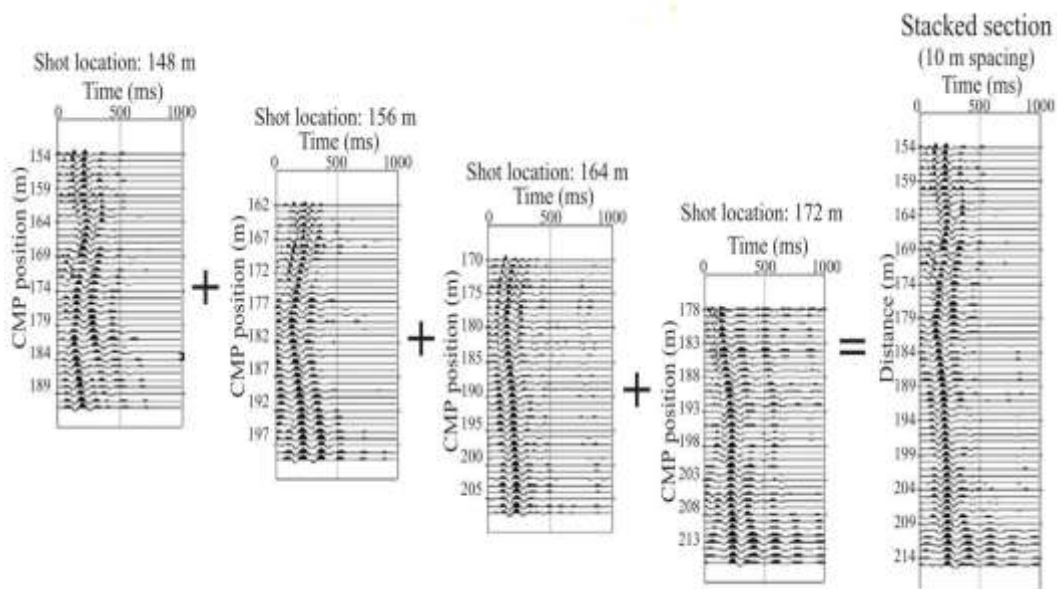 Shot location: 148 m
Time (ms)
0 500 1000
CMP position (m)
154
159
164
169
174
179
184
189
+
Shot location: 156 m
Time (ms)
0 500 1000
CMP position (m)
162
167
172
177
182
187
192
197
+
Shot location: 164 m
Time (ms)
0 500 1000
CMP position (m)
170
175
180
185
190
195
200
205
+
Shot location: 172 m
Time (ms)
0 500 1000
CMP position (m)
178
183
188
193
198
203
208
213
=
Stacked section
(10 m spacing)
Time (ms)
0 500 1000
Distance (m)
154
159
164
169
174
179
184
189
194
199
204
209
214